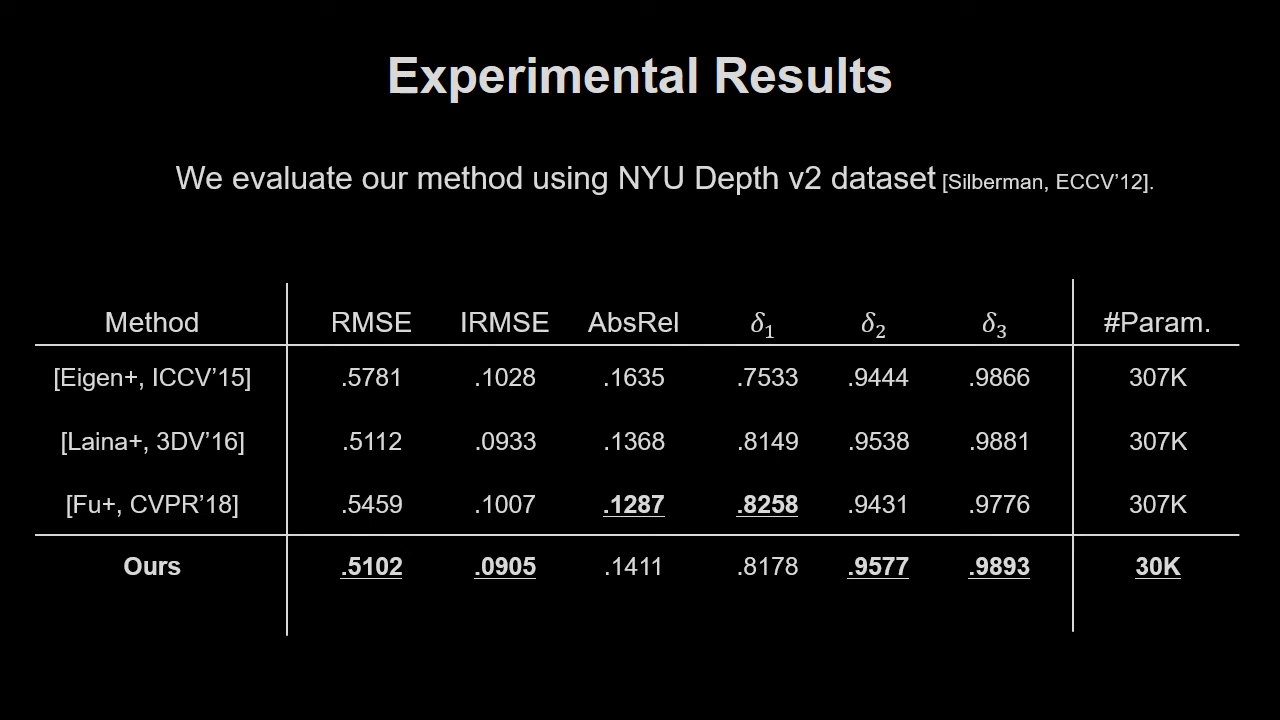 Experimental Results
We evaluate our method using NYU Depth v2 dataset [Silberman, ECCV’12].
Method RMSE IRMSE AbsRel δ1 δ2 δ3 #Param.
[Eigen+, ICCV’15] .5781 .1028 .1635 .7533 .9444 .9866 307K
[Laina+, 3DV’16] .5112 .0933 .1368 .8149 .9538 .9881 307K
[Fu+, CVPR’18] .5459 .1007 .1287 .8258 .9431 .9776 307K
Ours .5102 .0905 .1411 .8178 .9577 .9893 30K